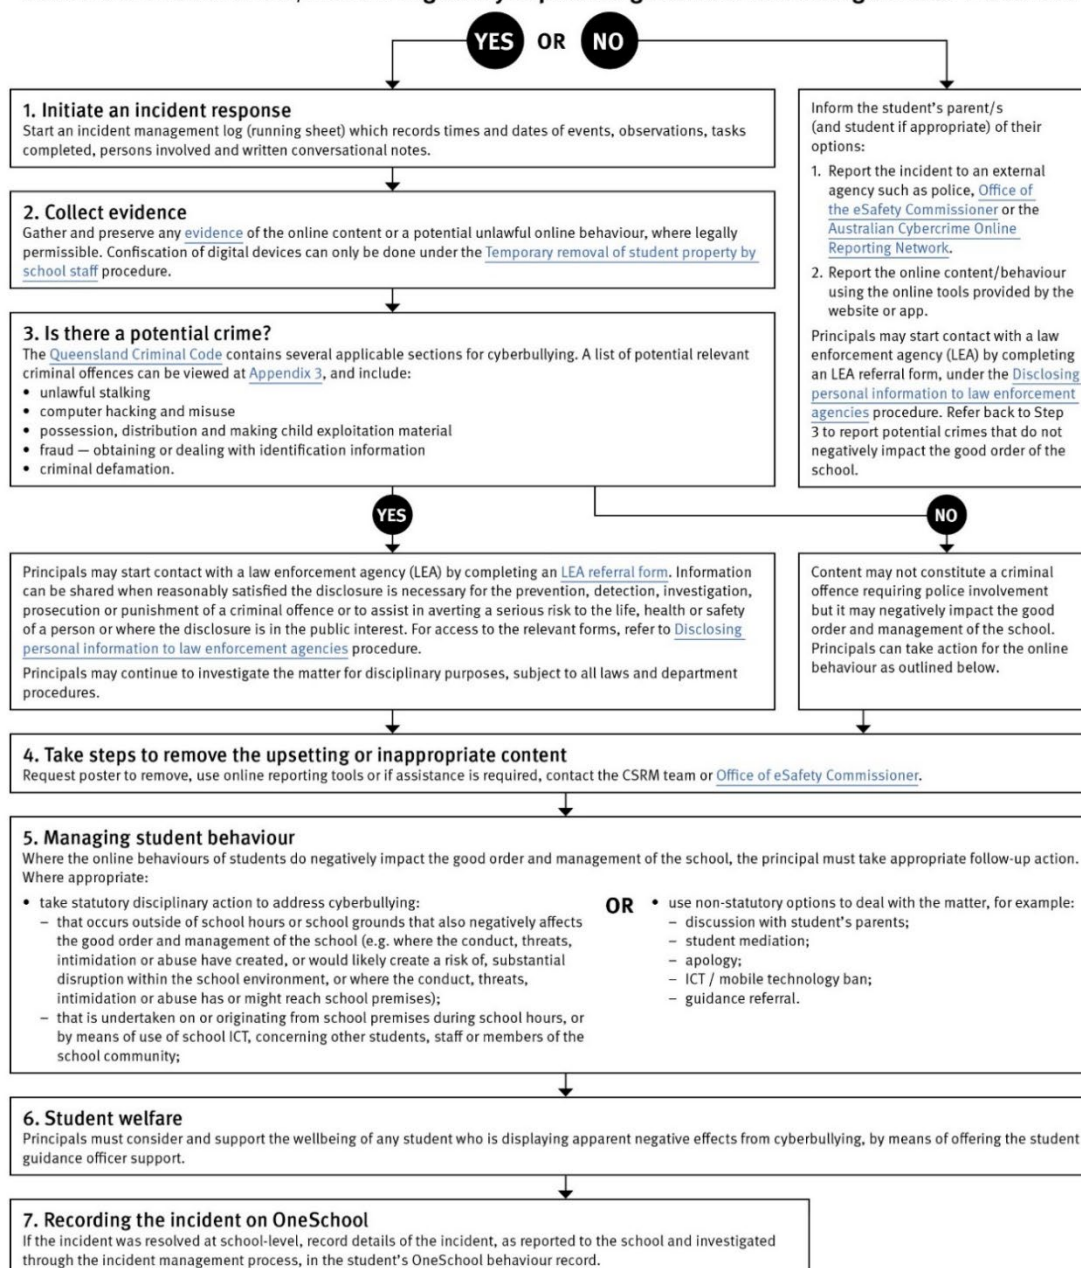 YES OR NO
1. Initiate an incident response
Start an incident management log (running sheet) which records times and dates of events, observations, tasks
completed, persons involved and written conversational notes.
2. Collect evidence
Gather and preserve any evidence of the online content or a potential unlawful online behaviour, where legally
permissible. Confiscation of digital devices can only be done under the Temporary removal of student property by
school staff procedure.
3. Is there a potential crime?
The Queensland Criminal Code contains several applicable sections for cyberbullying. A list of potential relevant
criminal offences can be viewed at Appendix 3, and include:
• unlawful stalking
• computer hacking and misuse
• possession, distribution and making child exploitation material
• fraud — obtaining or dealing with identification information
• criminal defamation.
Inform the student's parent/s
(and student if appropriate) of their
options:
1. Report the incident to an external
agency such as police, Office of
the eSafety Commissioner or the
Australian Cybercrime Online
Reporting Network.
2. Report the online content/behaviour
using the online tools provided by the
website or app.
Principals may start contact with a law
enforcement agency (LEA) by completing
an LEA referral form, under the Disclosing
personal information to law enforcement
agencies procedure. Refer back to Step
3 to report potential crimes that do not
negatively impact the good order of the
school.
YES
NO
Principals may start contact with a law enforcement agency (LEA) by completing an LEA referral form. Information
can be shared when reasonably satisfied the disclosure is necessary for the prevention, detection, investigation,
prosecution or punishment of a criminal offence or to assist in averting a serious risk to the life, health or safety
of a person or where the disclosure is in the public interest. For access to the relevant forms, refer to Disclosing
personal information to law enforcement agencies procedure.
Principals may continue to investigate the matter for disciplinary purposes, subject to all laws and department
procedures.
Content may not constitute a criminal
offence requiring police involvement
but it may negatively impact the good
order and management of the school.
Principals can take action for the online
behaviour as outlined below.
4. Take steps to remove the upsetting or inappropriate content
Request poster to remove, use online reporting tools or if assistance is required, contact the CSRM team or Office of eSafety Commissioner.
5. Managing student behaviour
Where the online behaviours of students do negatively impact the good order and management of the school, the principal must take appropriate follow-up action.
Where appropriate:
• take statutory disciplinary action to address cyberbullying:
– that occurs outside of school hours or school grounds that also negatively affects
the good order and management of the school (e.g. where the conduct, threats,
intimidation or abuse have created, or would likely create a risk of, substantial
disruption within the school environment, or where the conduct, threats,
intimidation or abuse has or might reach school premises);
– that is undertaken on or originating from school premises during school hours, or
by means of use of school ICT, concerning other students, staff or members of the
school community;
OR
• use non-statutory options to deal with the matter, for example:
– discussion with student's parents;
– student mediation;
– apology;
– ICT / mobile technology ban;
– guidance referral.
6. Student welfare
Principals must consider and support the wellbeing of any student who is displaying apparent negative effects from cyberbullying, by means of offering the student
guidance officer support.
7. Recording the incident on OneSchool
If the incident was resolved at school-level, record details of the incident, as reported to the school and investigated
through the incident management process, in the student's OneSchool behaviour record.